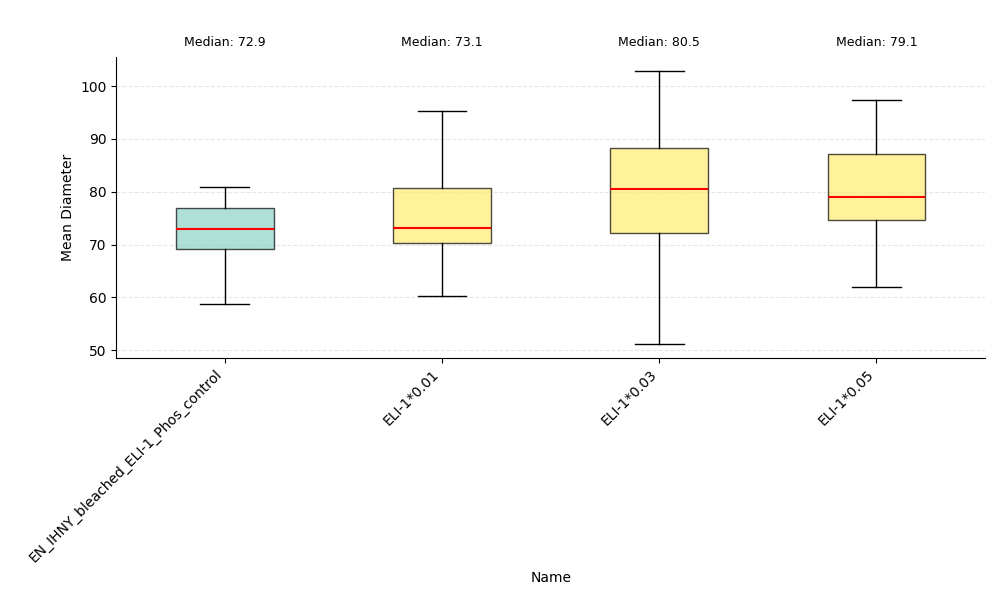 Median: 72.9
Median: 73.1
Median: 80.5
Median: 79.1
Mean Diameter
100
90
80
70
60
50
EN_IHNY_bleached_ELI-1_Phos_control
ELI-1*0.01
ELI-1*0.03
ELI-1*0.05
Name